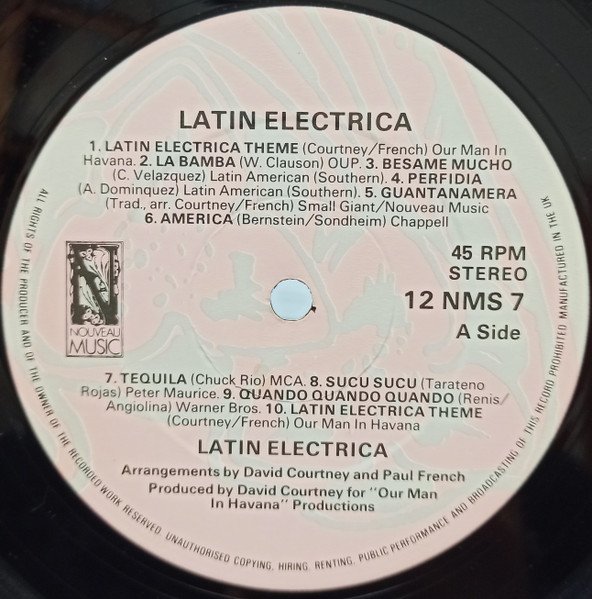 LATIN ELECTRICA
1. LATIN ELECTRICA THEME (Courtney/French) Our Man In
Havana. 2. LA BAMBA (W. Clauson) OUP. 3. BESAME MUCHO
(C. Velazquez) Latin American (Southern). 4. PERFIDIA
(A. Dominquez) Latin American (Southern). 5. GUANTANAMERA
(Trad., arr. Courtney/French) Small Giant/Nouveau Music
6. AMERICA (Bernstein/Sondheim) Chappell
45 RPM
STEREO
12 NMS 7
A Side
N
NOUVEAU
MUSIC
7. TEQUILA (Chuck Rio) MCA. 8. SUCU SUCU (Tarateno
Rojas) Peter Maurice. 9. QUANDO QUANDO QUANDO (Renis/
Angiolina) Warner Bros. 10. LATIN ELECTRICA THEME
(Courtney/French) Our Man In Havana
LATIN ELECTRICA
Arrangements by David Courtney and Paul French
Produced by David Courtney for "Our Man
In Havana" Productions
ALL RIGHTS OF THE PRODUCER AND OF THE OWNER OF THE RECORDED WORK RESERVED. UNAUTHORISED COPYING, HIRING, RENTING, PUBLIC PERFORMANCE AND BROADCASTING OF THIS RECORD PROHIBITED MANUFACTURED IN THE UK